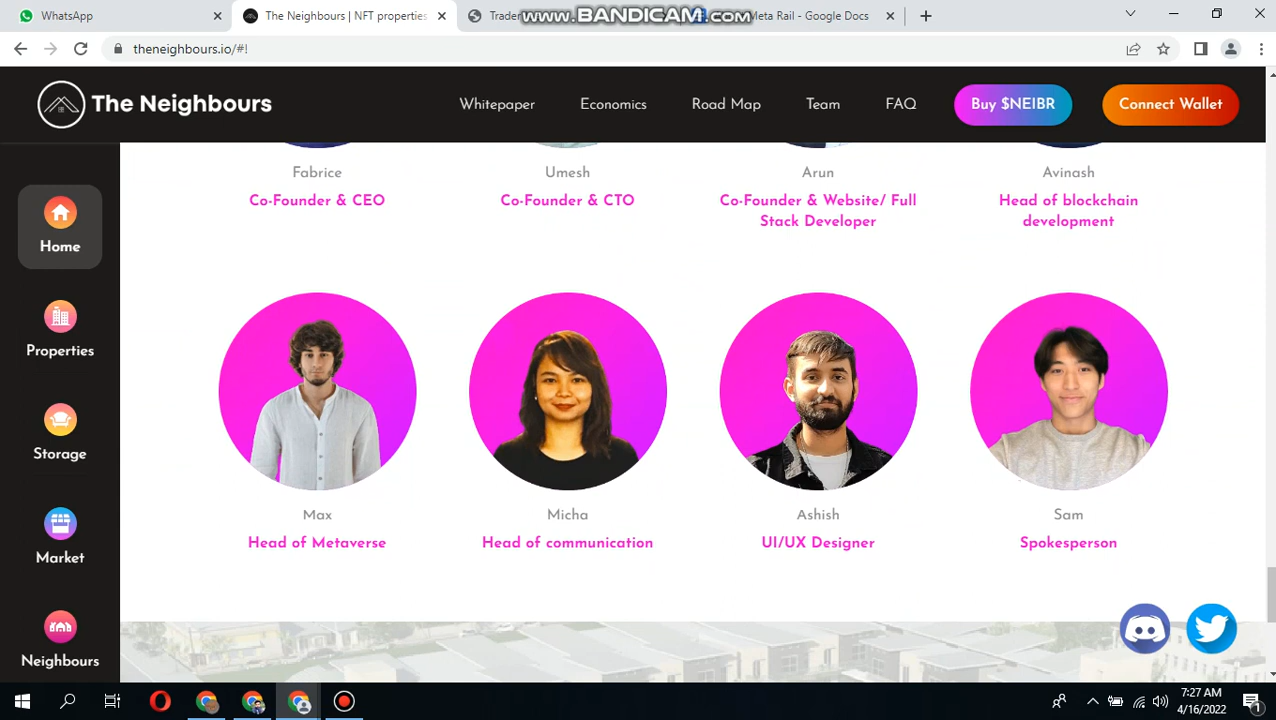 WhatsApp
The Neighbours | NFT properties
Trader
www.BANDICAM.com
Meta Rail - Google Docs
theneighbours.io/#!
The Neighbours
Whitepaper
Economics
Road Map
Team
FAQ
Buy $NEIBR
Connect Wallet
Home
Properties
Storage
Market
Neighbours
Fabrice
Co-Founder & CEO
Umesh
Co-Founder & CTO
Arun
Co-Founder & Website/ Full
Stack Developer
Avinash
Head of blockchain
development
Max
Head of Metaverse
Micha
Head of communication
Ashish
UI/UX Designer
Sam
Spokesperson
7:27 AM
4/16/2022
1